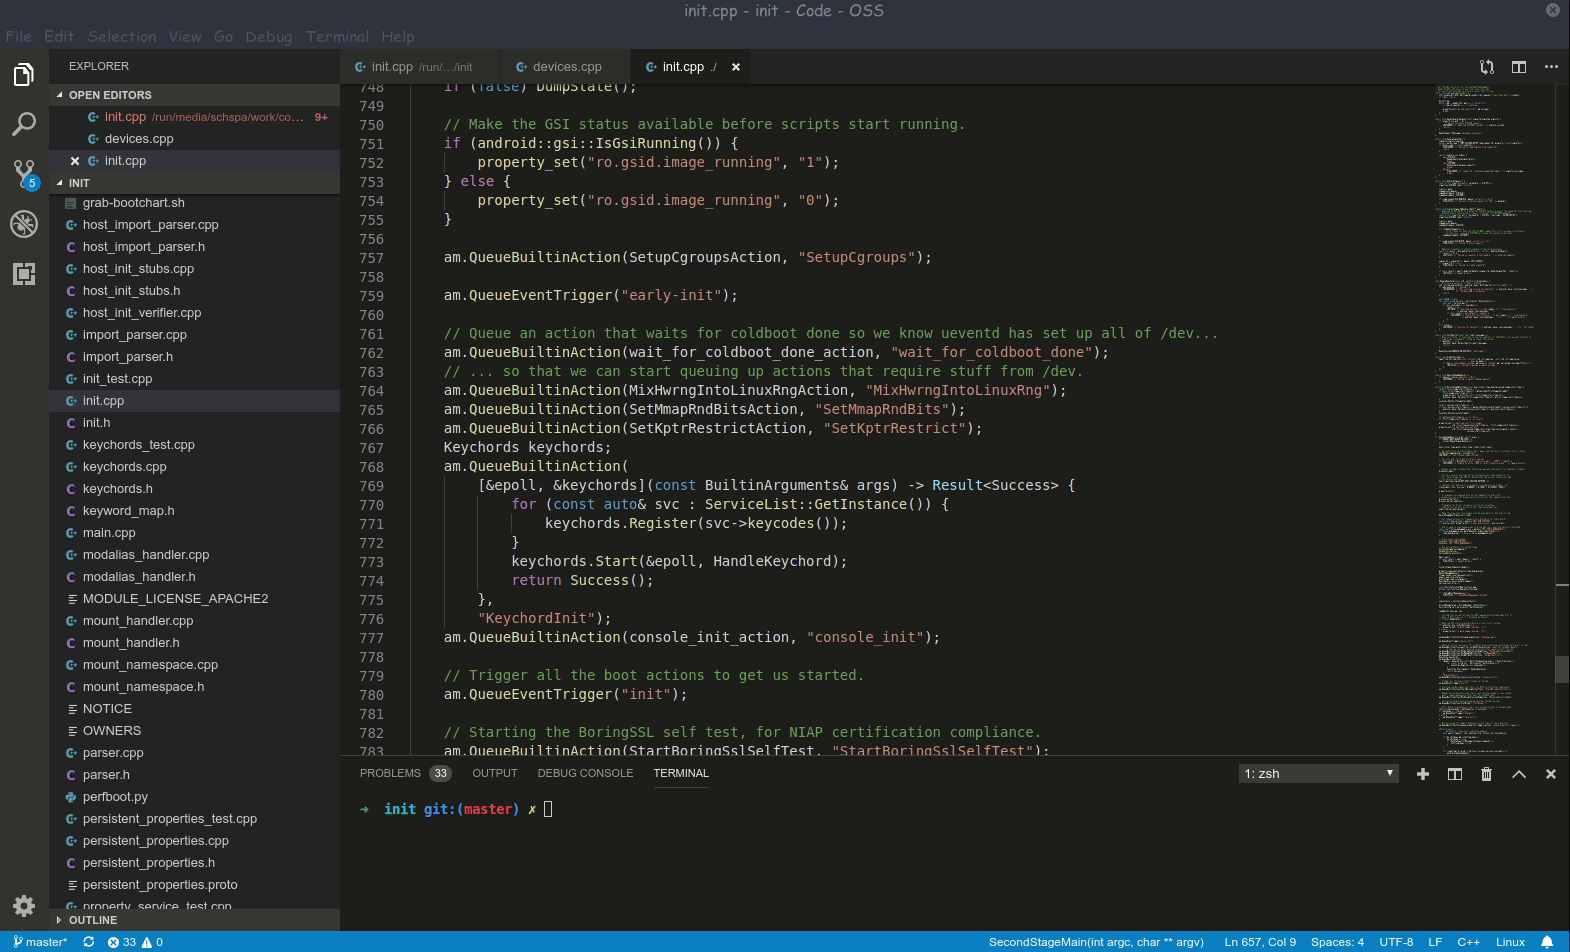 init.cpp - init - Code - OSS
File Edit Selection View Go Debug Terminal Help
EXPLORER
OPEN EDITORS
init.cpp /run/media/schspa/work/co... 9+
devices.cpp
init.cpp
5
INIT
grab-bootchart.sh
host_import_parser.cpp
host_import_parser.h
host_init_stubs.cpp
host_init_stubs.h
host_init_verifier.cpp
import_parser.cpp
import_parser.h
init_test.cpp
init.cpp
init.h
keychords_test.cpp
keychords.cpp
keychords.h
keyword_map.h
main.cpp
modalias_handler.cpp
modalias_handler.h
MODULE_LICENSE_APACHE2
mount_handler.cpp
mount_handler.h
mount_namespace.cpp
mount_namespace.h
NOTICE
OWNERS
parser.cpp
parser.h
perfboot.py
persistent_properties_test.cpp
persistent_properties.cpp
persistent_properties.h
persistent_properties.proto
property_service_test.cpp
OUTLINE
init.cpp /run/.../init devices.cpp init.cpp ./
748 if (false) DumpState();
749
750 // Make the GSI status available before scripts start running.
751 if (android::gsi::IsGsiRunning()) {
752 property_set("ro.gsid.image_running", "1");
753 } else {
754 property_set("ro.gsid.image_running", "0");
755 }
756
757 am.QueueBuiltinAction(SetupCgroupsAction, "SetupCgroups");
758
759 am.QueueEventTrigger("early-init");
760
761 // Queue an action that waits for coldboot done so we know ueventd has set up all of /dev...
762 am.QueueBuiltinAction(wait_for_coldboot_done_action, "wait_for_coldboot_done");
763 // ... so that we can start queuing up actions that require stuff from /dev.
764 am.QueueBuiltinAction(MixHwrngIntoLinuxRngAction, "MixHwrngIntoLinuxRng");
765 am.QueueBuiltinAction(SetMmapRndBitsAction, "SetMmapRndBits");
766 am.QueueBuiltinAction(SetKptrRestrictAction, "SetKptrRestrict");
767 Keychords keychords;
768 am.QueueBuiltinAction(
769 [&epoll, &keychords](const BuiltinArguments& args) -> Result<Success> {
770 for (const auto& svc : ServiceList::GetInstance()) {
771 keychords.Register(svc->keycodes());
772 }
773 keychords.Start(&epoll, HandleKeychord);
774 return Success();
775 },
776 "KeychordInit");
777 am.QueueBuiltinAction(console_init_action, "console_init");
778
779 // Trigger all the boot actions to get us started.
780 am.QueueEventTrigger("init");
781
782 // Starting the BoringSSL self test, for NIAP certification compliance.
783 am.QueueBuiltinAction(StartBoringSslSelfTest, "StartBoringSslSelfTest");
PROBLEMS 33 OUTPUT DEBUG CONSOLE TERMINAL 1: zsh
➜ init git:(master) ✗
master* 33 0 SecondStageMain(int argc, char ** argv) Ln 657, Col 9 Spaces: 4 UTF-8 LF C++ Linux